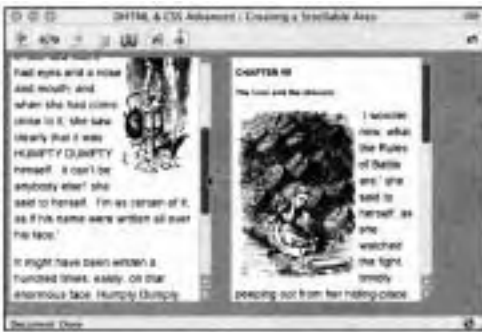 DHTML & CSS Advanced : Creating a Scrollable Area
had eyes and a nose
and mouth; and
when she had come
close to it, she saw
clearly that it was
HUMPTY DUMPTY
himself. 'It can't be
anybody else!' she
said to herself. 'I'm as certain of it,
as if his name were written all over
his face.'
It might have been written a
hundred times, easily, on that
enormous face. Humpty Dumpty
CHAPTER VIII
The Lion and the Unicorn
'I wonder,
now, what
the Rules
of Battle
are,' she
said to
herself, as
she
watched
the fight,
timidly
peeping out from her hiding-place.
Document: Done